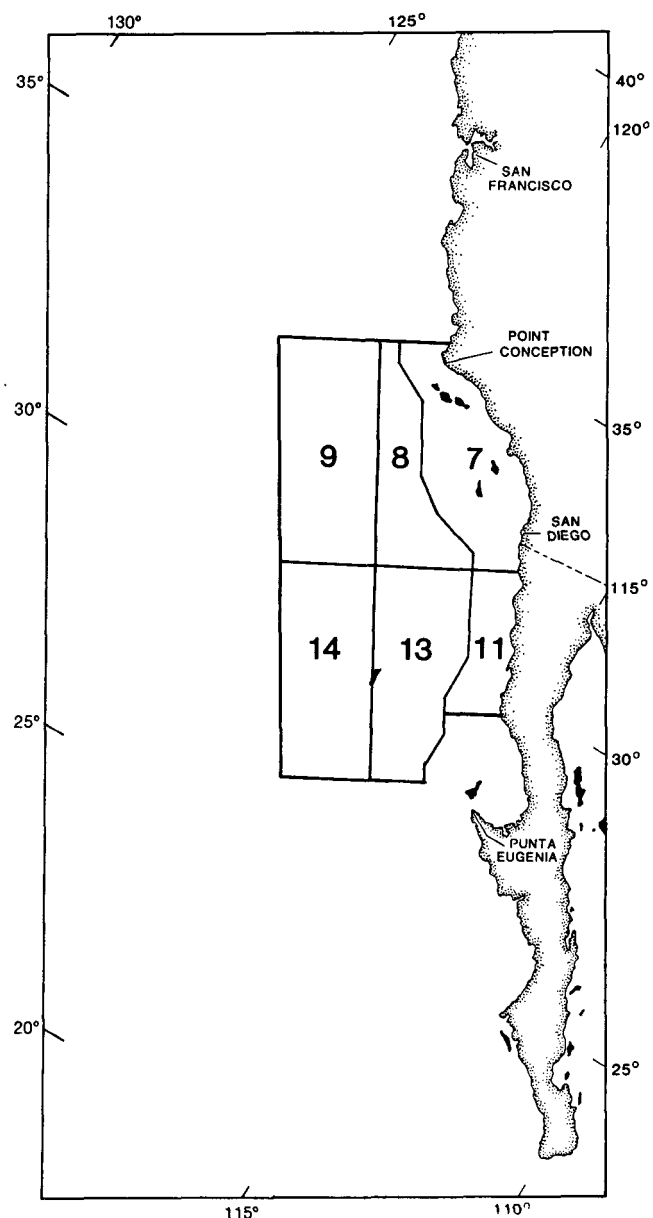 130°
125°
35°
40°
120°
SAN
FRANCISCO
POINT
CONCEPTION
30°
35°
9
8
7
SAN
DIEGO
115°
14
13
11
25°
30°
PUNTA
EUGENIA
20°
25°
115°
110°